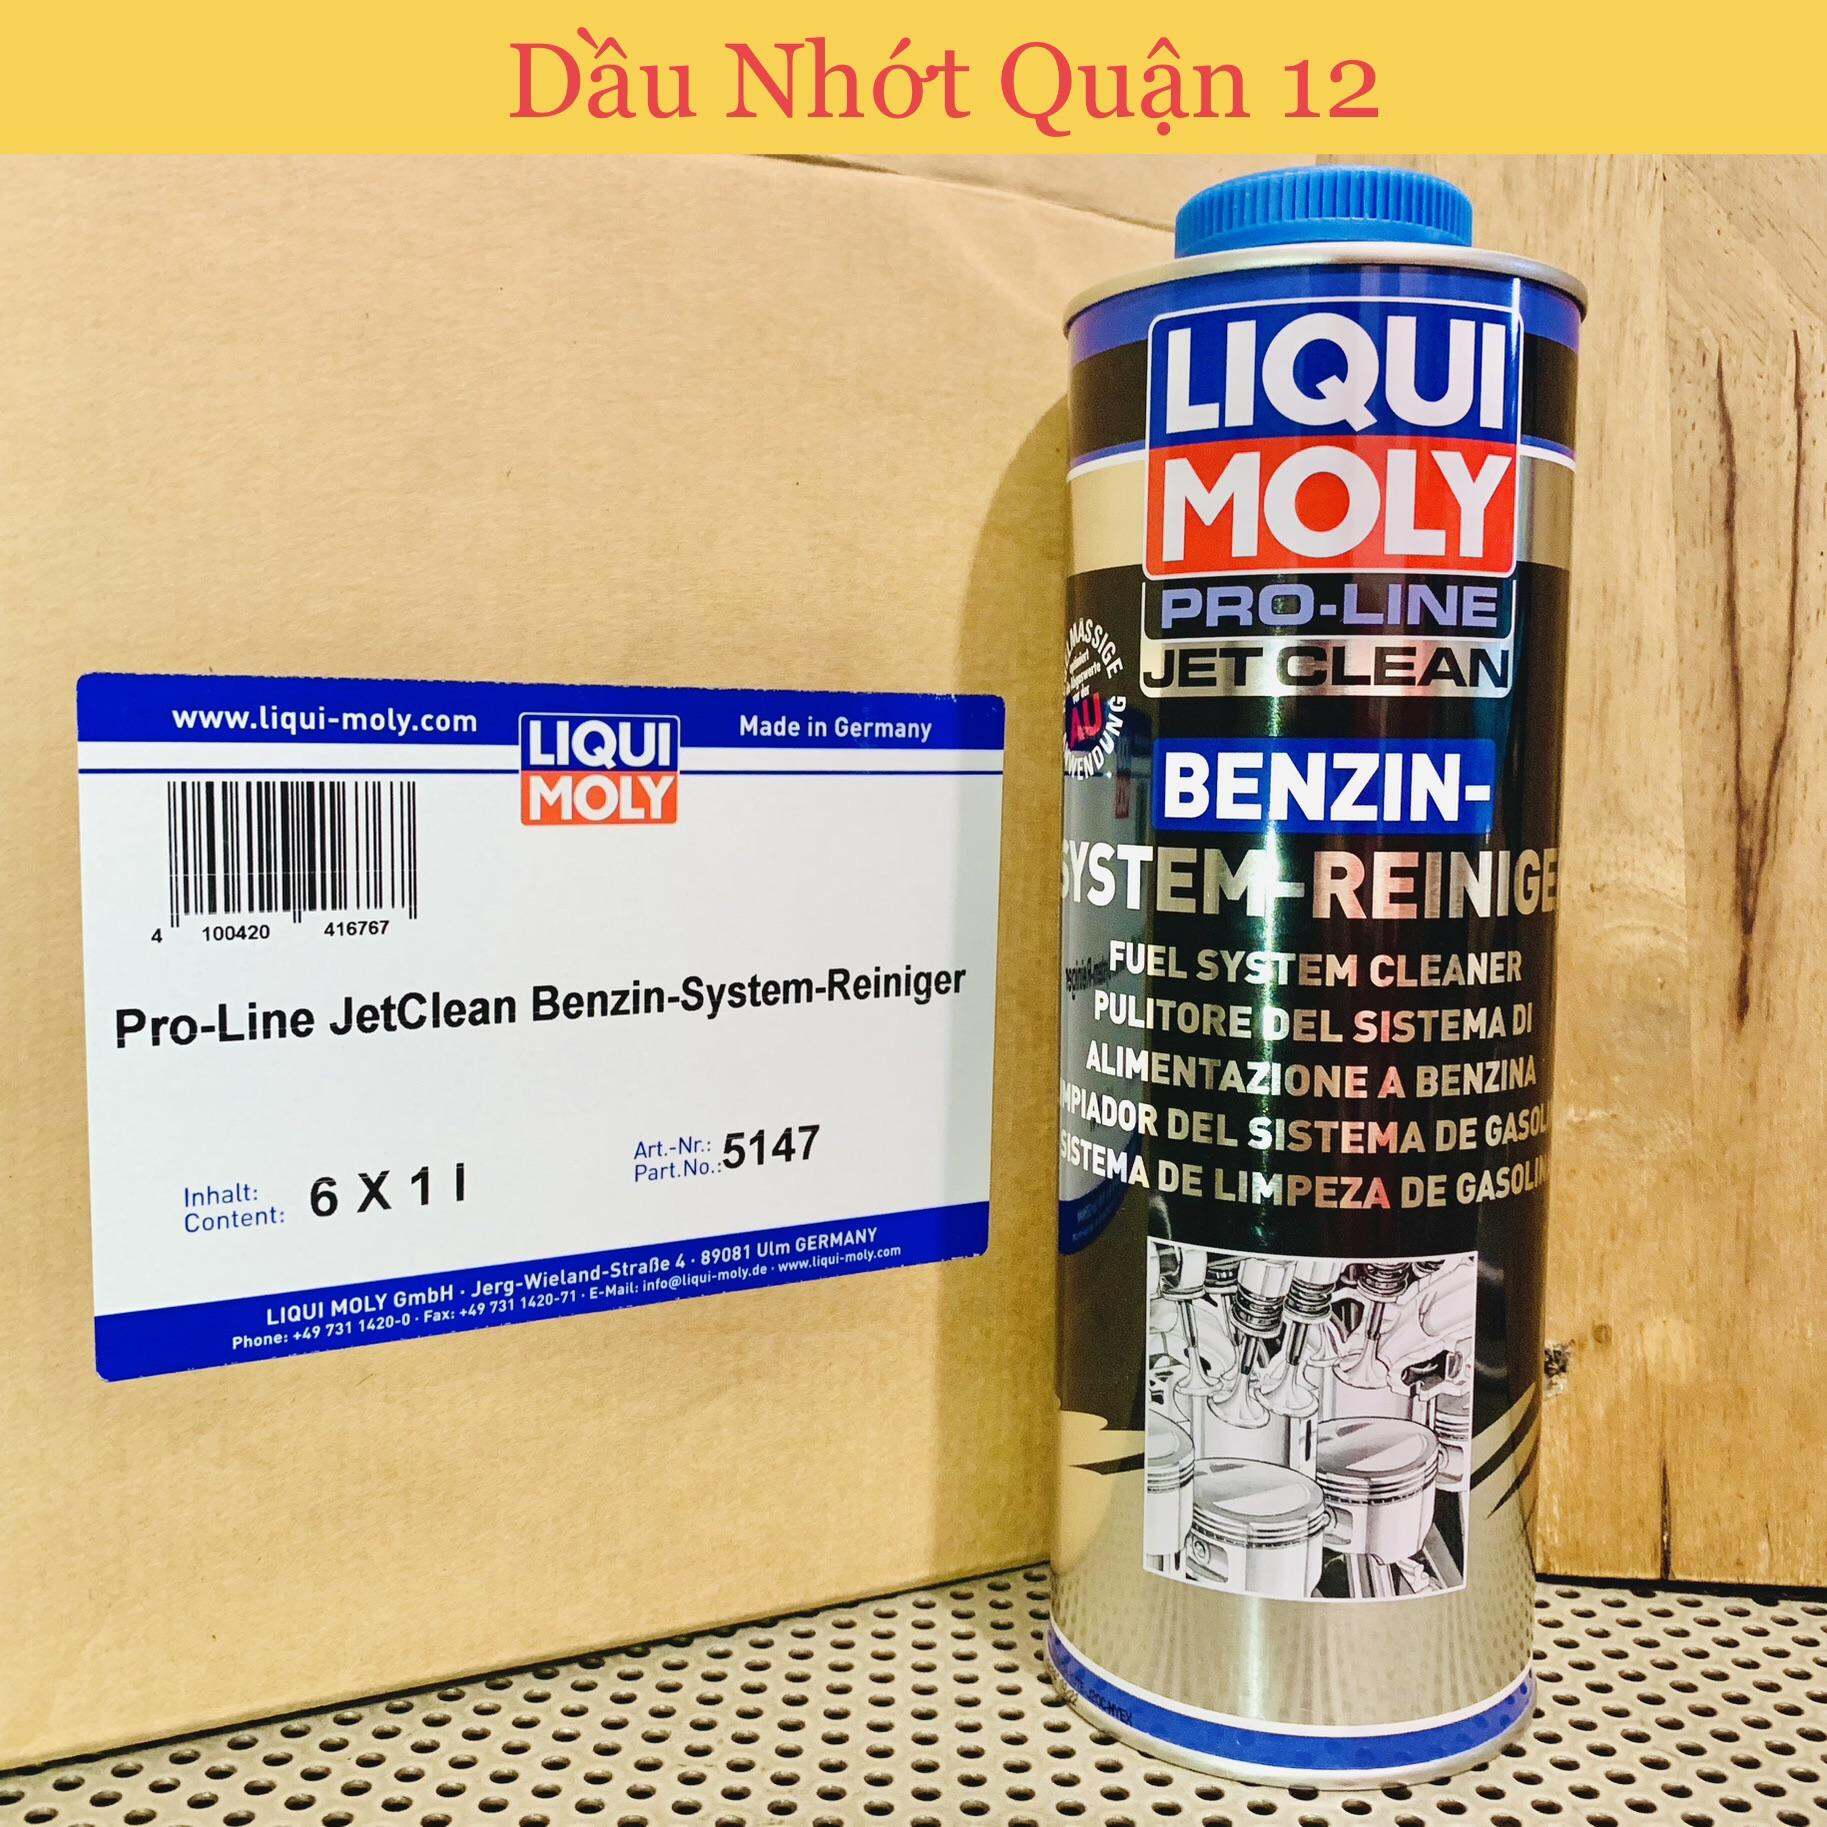 Dầu Nhớt Quận 12
www.liqui-moly.com
LIQUI
MOLY
Made in Germany
4 100420 416767
Pro-Line JetClean Benzin-System-Reiniger
Inhalt:
Content: 6 X 1 l
Art.-Nr.:
Part.No.: 5147
LIQUI MOLY GmbH · Jerg-Wieland-Straße 4 · 89081 Ulm GERMANY
Phone: +49 731 1420-0 · Fax: +49 731 1420-71 · E-Mail: info@liqui-moly.de · www.liqui-moly.com
LIQUI
MOLY
PRO-LINE
JET CLEAN
AU
BENZIN-
SYSTEM-REINIGE
FUEL SYSTEM CLEANER
PULITORE DEL SISTEMA DI
ALIMENTAZIONE A BENZINA
MPIADOR DEL SISTEMA DE GASOLI
SISTEMA DE LIMPEZA DE GASOLIN